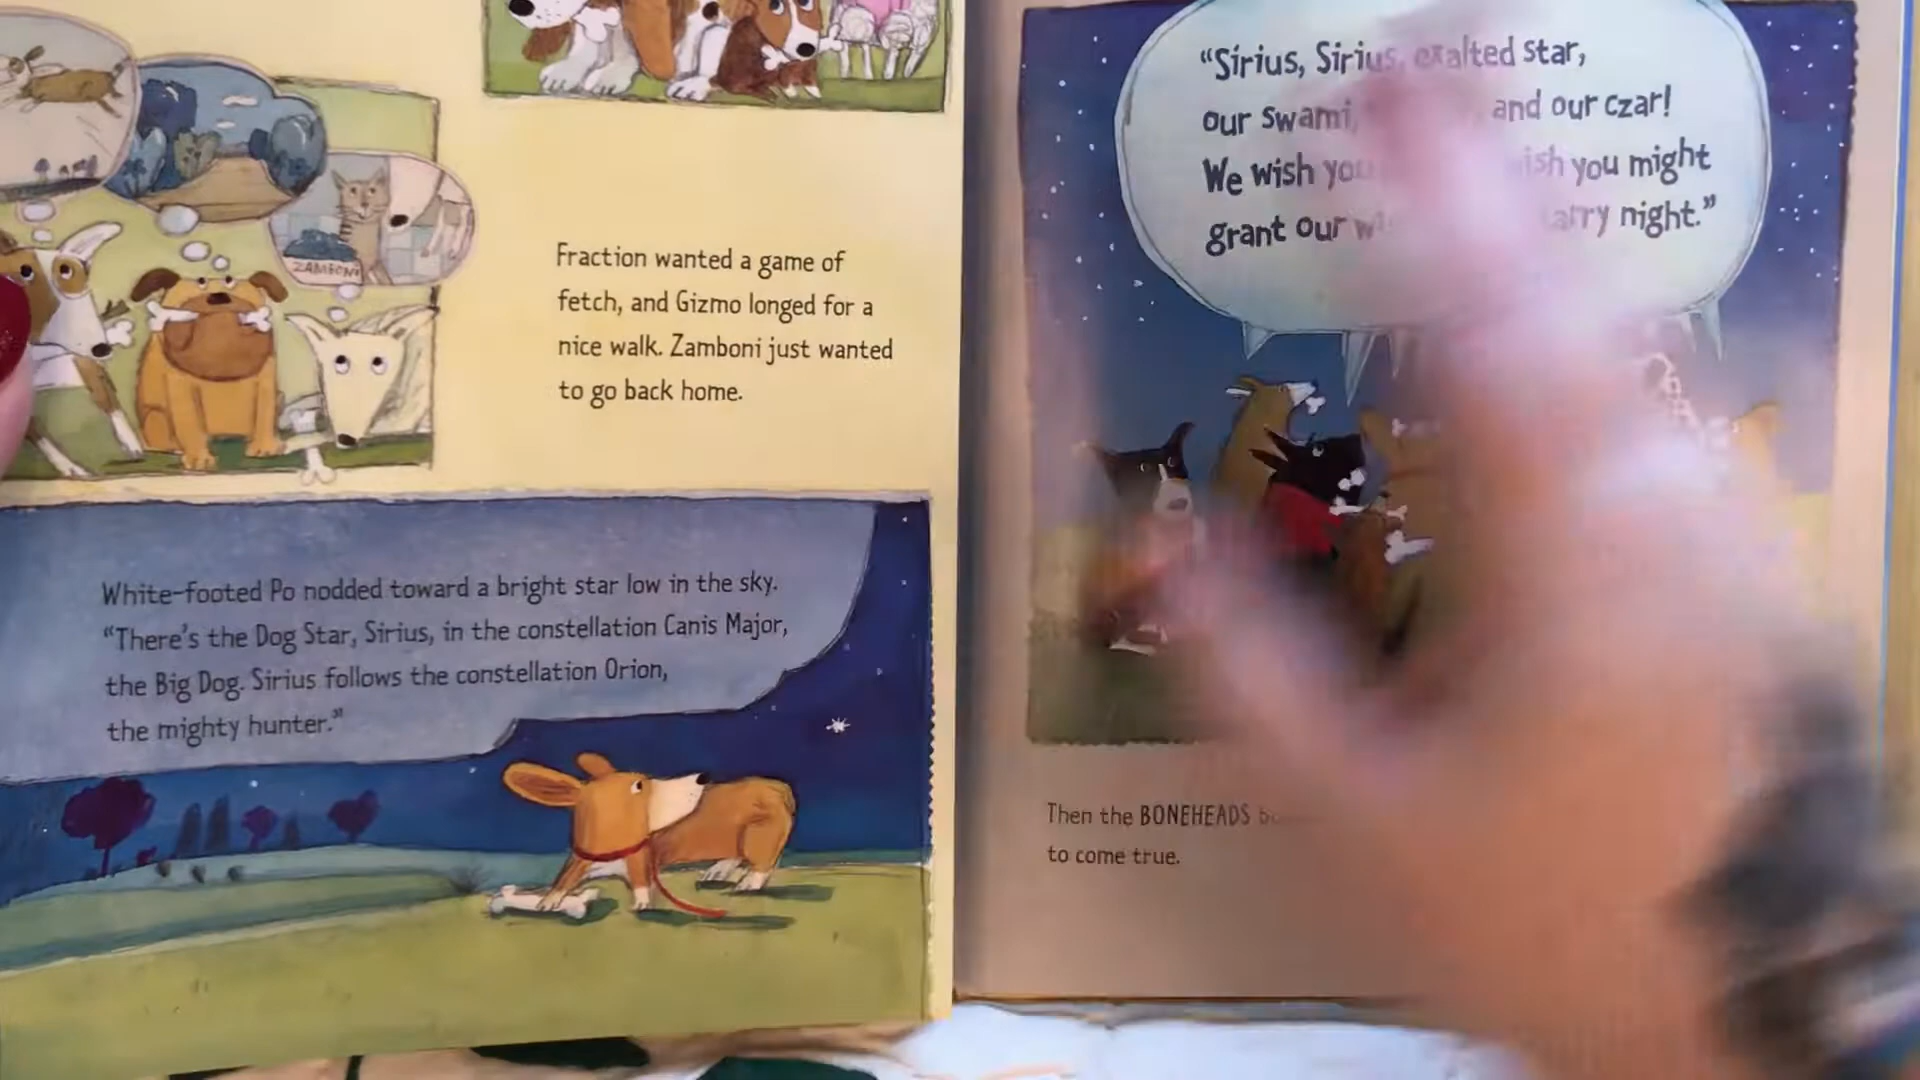 ZAMBONI
Fraction wanted a game of
fetch, and Gizmo longed for a
nice walk. Zamboni just wanted
to go back home.
White-footed Po nodded toward a bright star low in the sky.
“There’s the Dog Star, Sirius, in the constellation Canis Major,
the Big Dog. Sirius follows the constellation Orion,
the mighty hunter.”
“Sirius, Sirius, exalted star,
our swami, and our czar!
We wish you you might
grant our night.”
Then the BONEHEADS
to come true.